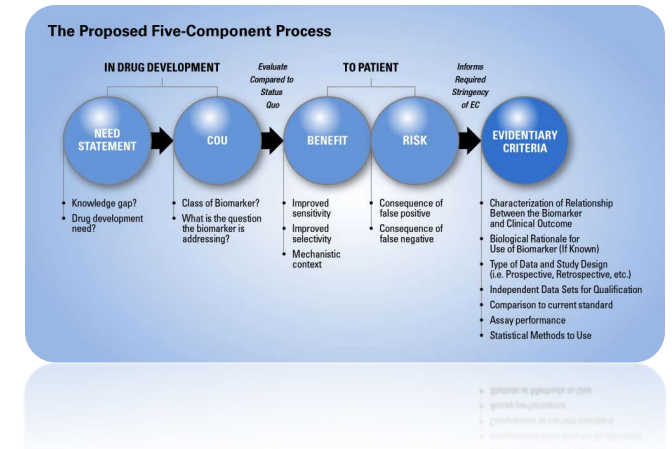 The Proposed Five-Component Process
IN DRUG DEVELOPMENT
Evaluate
Compared to
Status
Quo
TO PATIENT
Informs
Required
Stringency
of EC
NEED
STATEMENT
COU
BENEFIT
RISK
EVIDENTIARY
CRITERIA
• Knowledge gap?
• Drug development
need?
• Class of Biomarker?
• What is the question
the biomarker is
addressing?
• Improved
sensitivity
• Improved
selectivity
• Mechanistic
context
• Consequence of
false positive
• Consequence of
false negative
• Characterization of Relationship
Between the Biomarker
and Clinical Outcome
• Biological Rationale for
Use of Biomarker (If Known)
• Type of Data and Study Design
(i.e. Prospective, Retrospective, etc.)
• Independent Data Sets for Qualification
• Comparison to current standard
• Assay performance
• Statistical Methods to Use